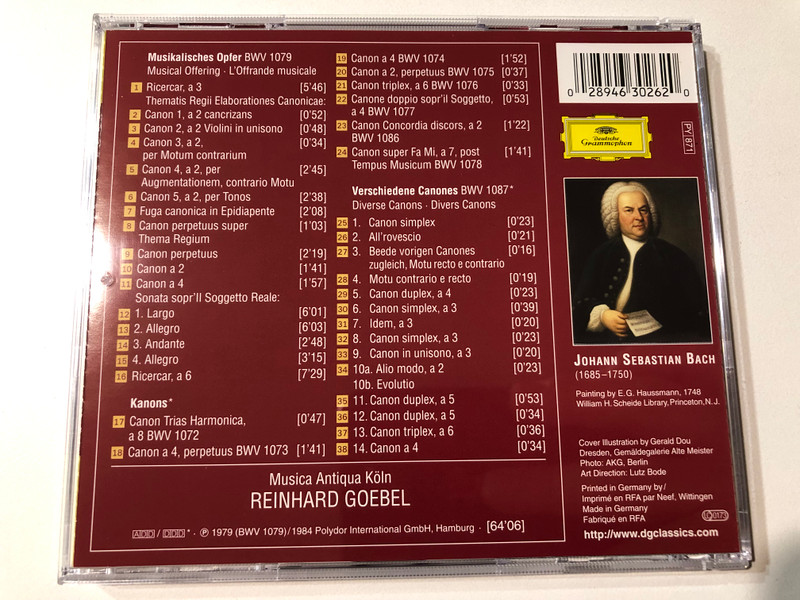 Musikalisches Opfer BWV 1079
Musical Offering · L'Offrande musicale
1 Ricercar, a 3 [5'46]
Thematis Regii Elaborationes Canonicae:
2 Canon 1, a 2 cancrizans [0'52]
3 Canon 2, a 2 Violini in unisono [0'48]
4 Canon 3, a 2, [0'34]
per Motum contrarium
5 Canon 4, a 2, per [2'45]
Augmentationem, contrario Motu
6 Canon 5, a 2, per Tonos [2'38]
7 Fuga canonica in Epidiapente [2'08]
8 Canon perpetuus super [1'03]
Thema Regium
9 Canon perpetuus [2'19]
10 Canon a 2 [1'41]
11 Canon a 4 [1'57]
Sonata sopr'Il Soggetto Reale:
12 1. Largo [6'01]
13 2. Allegro [6'03]
14 3. Andante [2'48]
15 4. Allegro [3'15]
16 Ricercar, a 6 [7'29]
Kanons*
17 Canon Trias Harmonica, [0'47]
a 8 BWV 1072
18 Canon a 4, perpetuus BWV 1073 [1'41]
19 Canon a 4 BWV 1074 [1'52]
20 Canon a 2, perpetuus BWV 1075 [0'37]
21 Canon triplex, a 6 BWV 1076 [0'33]
22 Canone doppio sopr'il Soggetto, [0'53]
a 4 BWV 1077
23 Canon Concordia discors, a 2 [1'22]
BWV 1086
24 Canon super Fa Mi, a 7, post [1'41]
Tempus Musicum BWV 1078
Verschiedene Canones BWV 1087*
Diverse Canons · Divers Canons
25 1. Canon simplex [0'23]
26 2. All'rovescio [0'21]
27 3. Beede vorigen Canones [0'16]
zugleich, Motu recto e contrario
28 4. Motu contrario e recto [0'19]
29 5. Canon duplex, a 4 [0'23]
30 6. Canon simplex, a 3 [0'39]
31 7. Idem, a 3 [0'20]
32 8. Canon simplex, a 3 [0'23]
33 9. Canon in unisono, a 3 [0'20]
34 10a. Alio modo, a 2 [0'23]
10b. Evolutio
35 11. Canon duplex, a 5 [0'53]
36 12. Canon duplex, a 5 [0'34]
37 13. Canon triplex, a 6 [0'36]
38 14. Canon a 4 [0'34]
Musica Antiqua Köln
REINHARD GOEBEL
ADD / DDD* · ℗ 1979 (BWV 1079)/1984 Polydor International GmbH, Hamburg · [64'06]
0 28946 30262 0
Deutsche
Grammophon
PY 871
JOHANN SEBASTIAN BACH
(1685–1750)
Painting by E.G. Haussmann, 1748
William H. Scheide Library, Princeton, N.J.
Cover Illustration by Gerald Dou
Dresden, Gemäldegalerie Alte Meister
Photo: AKG, Berlin
Art Direction: Lutz Bode
Printed in Germany by /
Imprimé en RFA par Neef, Wittingen
Made in Germany
Fabriqué en RFA
http://www.dgclassics.com